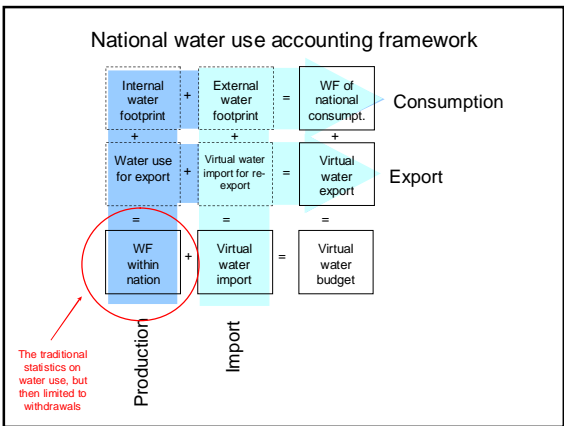 National water use accounting framework
Internal
water
footprint
+
External
water
footprint
=
WF of
national
consumpt.
Consumption
+
+
+
Water use
for export
+
Virtual water
import for re-
export
=
Virtual
water
export
Export
=
=
=
WF
within
nation
+
Virtual
water
import
=
Virtual
water
budget
Production
Import
The traditional
statistics on
water use, but
then limited to
withdrawals